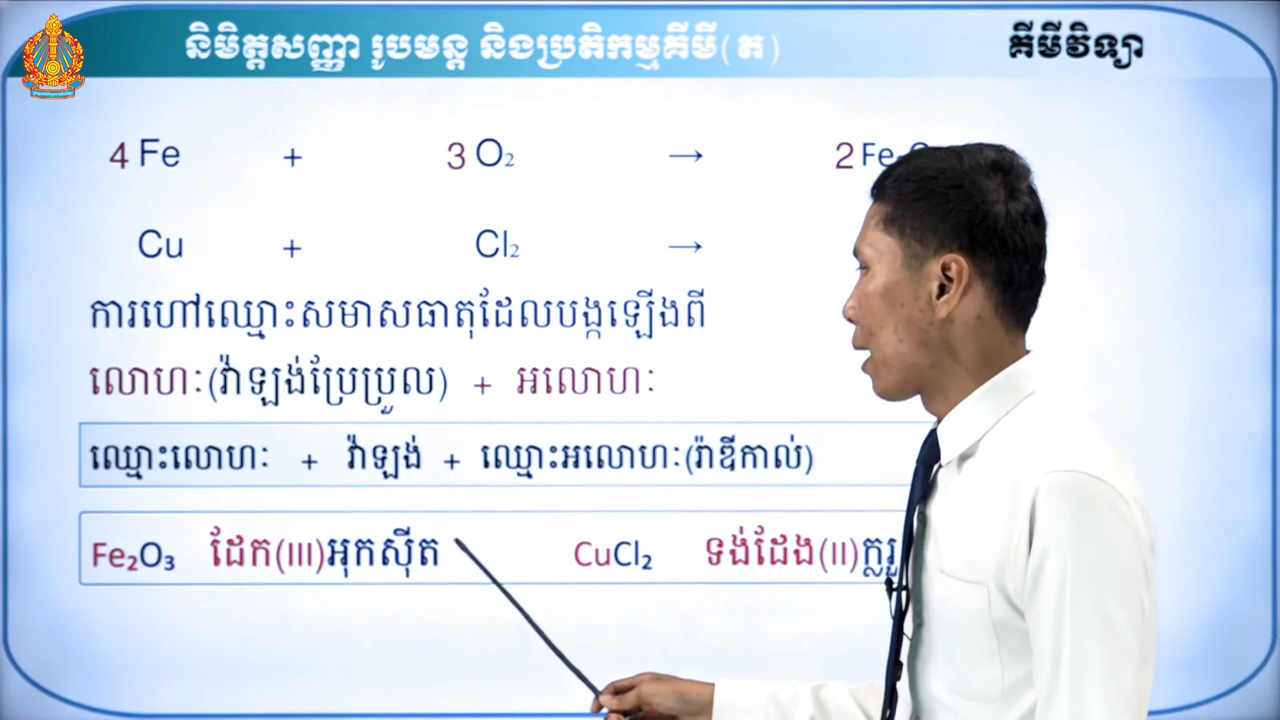 និមិត្តសញ្ញា រូបមន្ត និងប្រតិកម្មគីមី(ត)
គីមីវិទ្យា
4 Fe + 3 O₂ → 2
Cu + Cl₂ →
ការហៅឈ្មោះសមាសធាតុដែលបង្កឡើងពី
លោហៈ(វ៉ាឡង់ប្រែប្រួល) + អលោហៈ
ឈ្មោះលោហៈ + វ៉ាឡង់ + ឈ្មោះអលោហៈ(រ៉ាឌីកាល់)
Fe₂O₃ ដែក(III)អុកស៊ីត CuCl₂ ទង់ដែង(II)